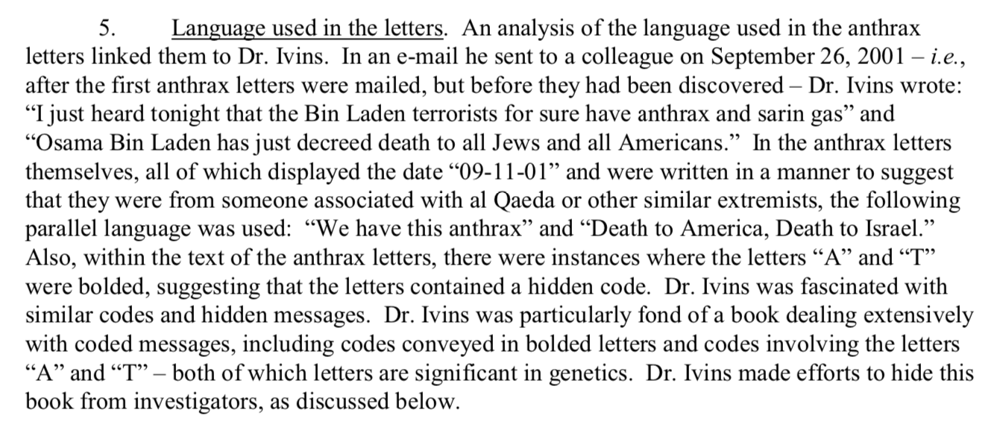 5. Language used in the letters. An analysis of the language used in the anthrax
letters linked them to Dr. Ivins. In an e-mail he sent to a colleague on September 26, 2001 – i.e.,
after the first anthrax letters were mailed, but before they had been discovered – Dr. Ivins wrote:
“I just heard tonight that the Bin Laden terrorists for sure have anthrax and sarin gas” and
“Osama Bin Laden has just decreed death to all Jews and all Americans.” In the anthrax letters
themselves, all of which displayed the date “09-11-01” and were written in a manner to suggest
that they were from someone associated with al Qaeda or other similar extremists, the following
parallel language was used: “We have this anthrax” and “Death to America, Death to Israel.”
Also, within the text of the anthrax letters, there were instances where the letters “A” and “T”
were bolded, suggesting that the letters contained a hidden code. Dr. Ivins was fascinated with
similar codes and hidden messages. Dr. Ivins was particularly fond of a book dealing extensively
with coded messages, including codes conveyed in bolded letters and codes involving the letters
“A” and “T” – both of which letters are significant in genetics. Dr. Ivins made efforts to hide this
book from investigators, as discussed below.